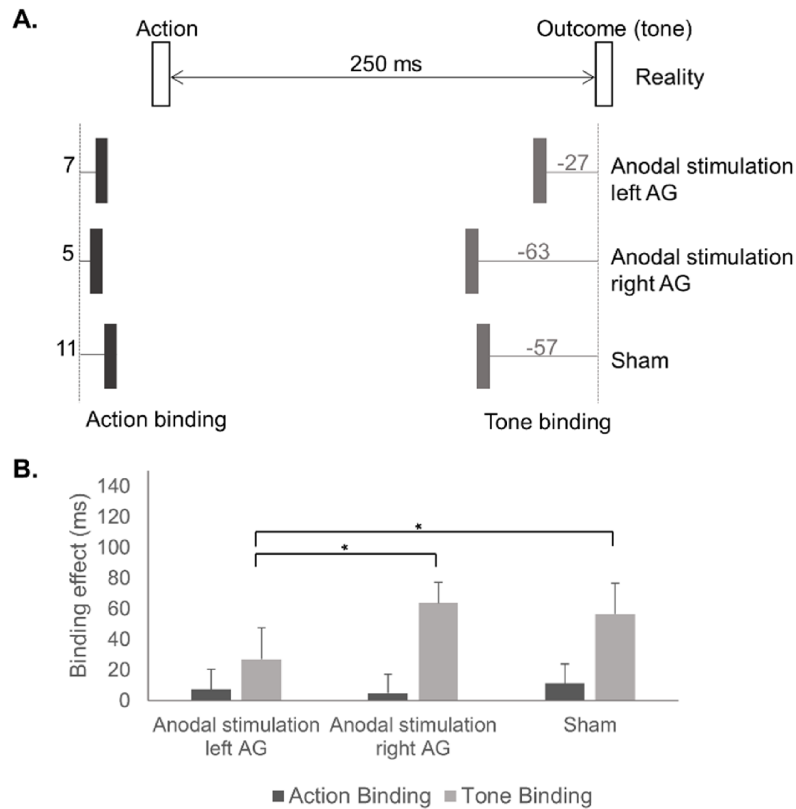 A.
Action
Outcome (tone)
250 ms
Reality
7
-27
Anodal stimulation
left AG
5
-63
Anodal stimulation
right AG
11
-57
Sham
Action binding
Tone binding
B.
Binding effect (ms)
140
120
100
80
60
40
20
0
*
*
Anodal stimulation
left AG
Anodal stimulation
right AG
Sham
Action Binding
Tone Binding